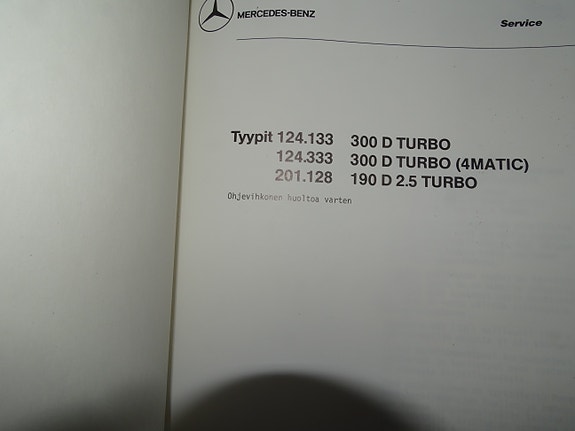 MERCEDES-BENZ
Service
Tyypit 124.133 300 D TURBO
124.333 300 D TURBO (4MATIC)
201.128 190 D 2.5 TURBO
Ohjevihkonen huoltoa varten